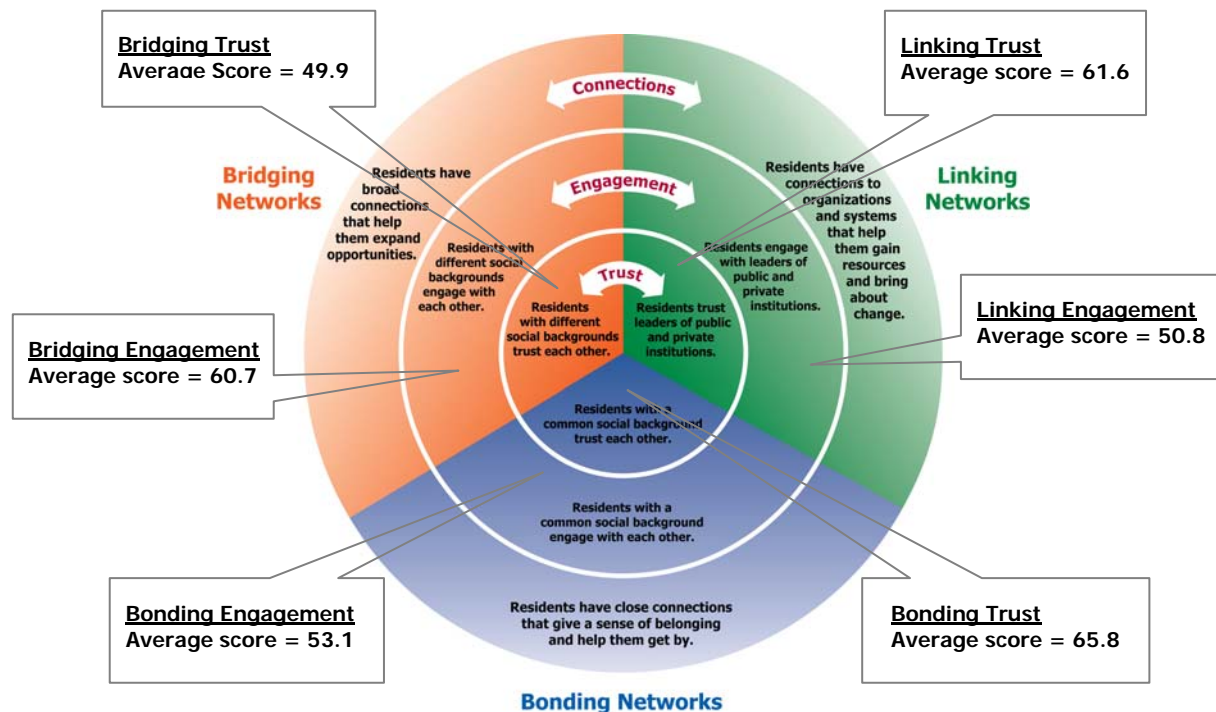 Bridging Trust
Average Score = 49.9
Linking Trust
Average score = 61.6
Connections
Bridging
Networks
Linking
Networks
Residents have
broad
connections
that help
them expand
opportunities.
Engagement
Residents have
connections to
organizations
and systems
that help
them gain
resources
and bring
about
change.
Residents with
different social
backgrounds
engage with
each other.
Residents engage
with leaders of
public and
private
institutions.
Trust
Residents
with different
social backgrounds
trust each other.
Residents trust
leaders of public
and private
institutions.
Bridging Engagement
Average score = 60.7
Linking Engagement
Average score = 50.8
Residents with a
common social background
trust each other.
Residents with a
common social background
engage with each other.
Bonding Engagement
Average score = 53.1
Bonding Trust
Average score = 65.8
Residents have close connections
that give a sense of belonging
and help them get by.
Bonding Networks